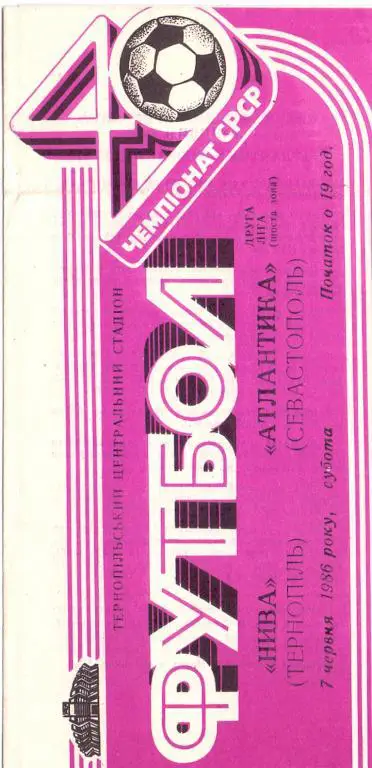 40
ЧЕМПІОНАТ СРСР
ТЕРНОПІЛЬСЬКИЙ ЦЕНТРАЛЬНИЙ СТАДІОН
ФУТБОЛ
ДРУГА
ЛІГА
(шоста зона)
«НИВА» «АТЛАНТИКА»
(ТЕРНОПІЛЬ) (СЕВАСТОПОЛЬ)
7 червня 1986 року, субота Початок о 19 год.